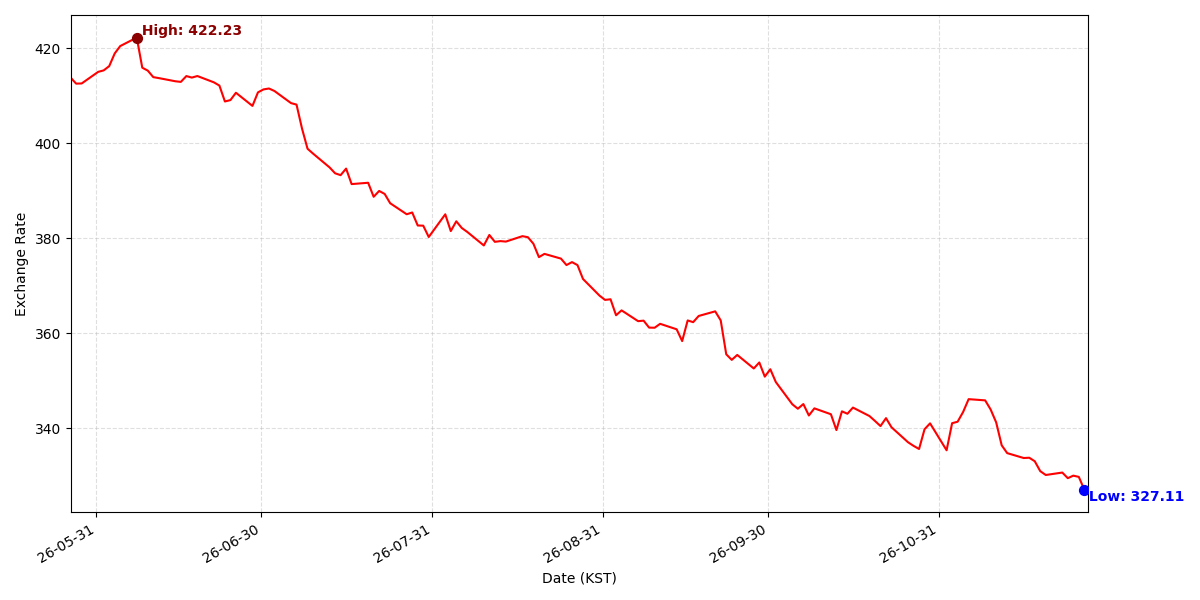 High: 422.23
420
400
380
360
340
Exchange Rate
Low: 327.11
26-05-31
26-06-30
26-07-31
26-08-31
26-09-30
26-10-31
Date (KST)